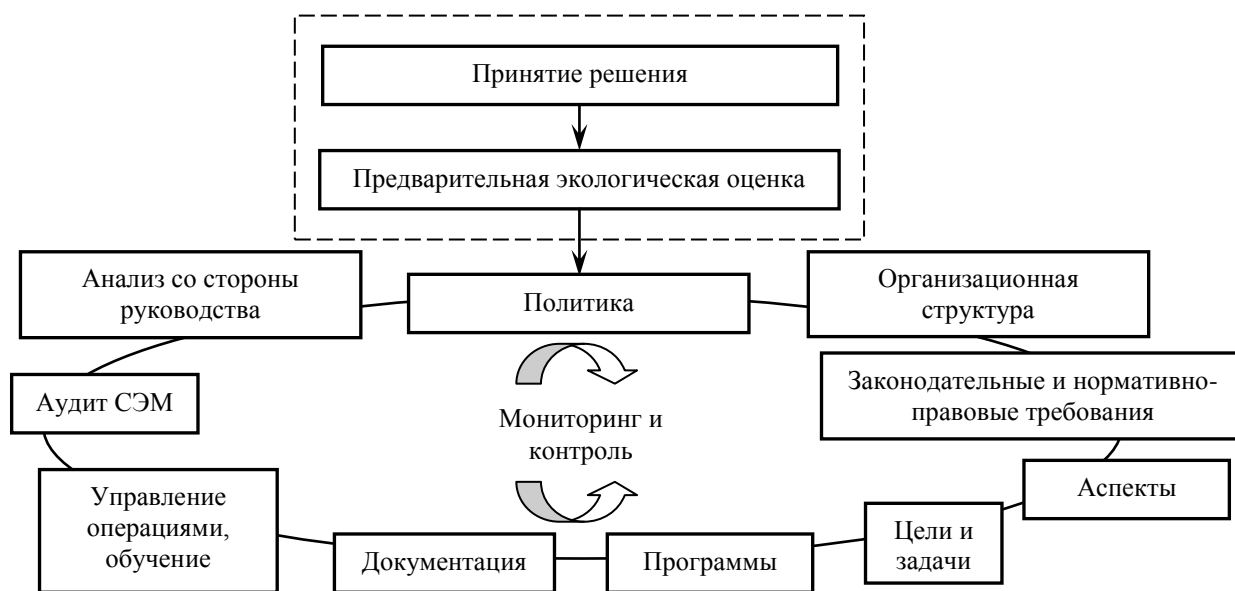 Принятие решения
Предварительная экологическая оценка
Анализ со стороны
руководства
Политика
Организационная
структура
Аудит СЭМ
Мониторинг и
контроль
Законодательные и нормативно-
правовые требования
Управление
операциями,
обучение
Документация
Программы
Цели и
задачи
Аспекты